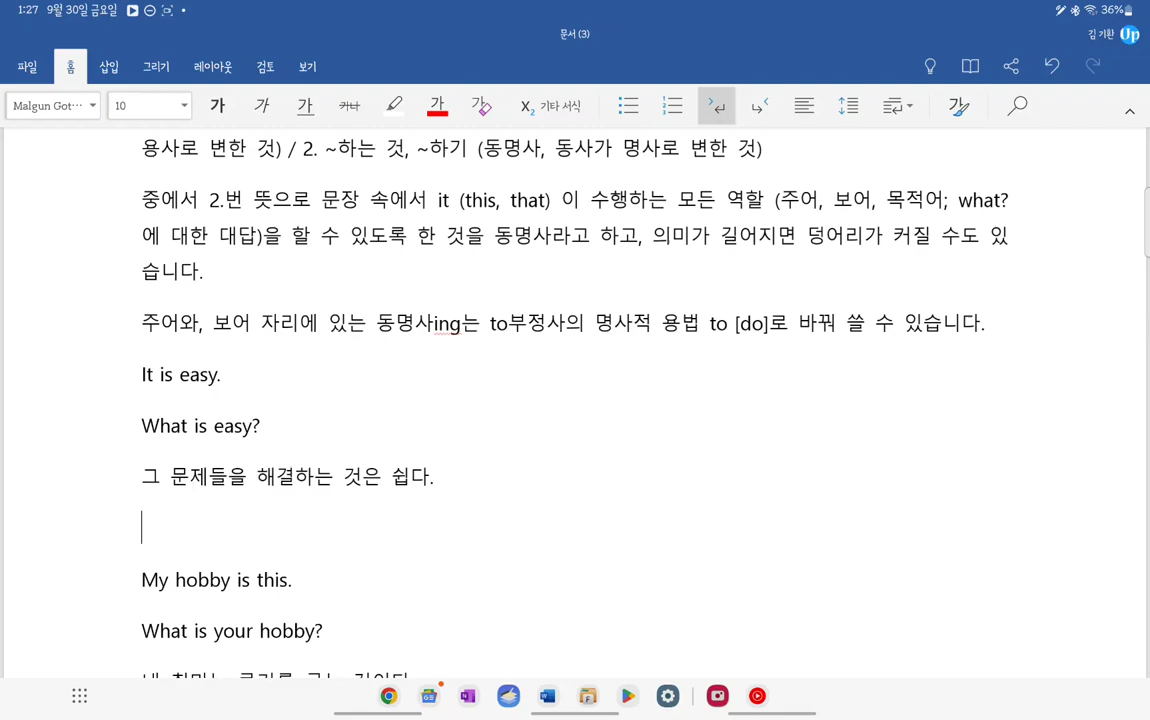 1:27 9월 30일 금요일
36%
문서 (3)
김 기환 Up
파일 홈 삽입 그리기 레이아웃 검토 보기
Malgun Got··· 10 가 가 가 카나 가 가 X₂ 기타 서식 가
용사로 변한 것) / 2. ~하는 것, ~하기 (동명사, 동사가 명사로 변한 것)
중에서 2.번 뜻으로 문장 속에서 it (this, that) 이 수행하는 모든 역할 (주어, 보어, 목적어; what?
에 대한 대답)을 할 수 있도록 한 것을 동명사라고 하고, 의미가 길어지면 덩어리가 커질 수도 있
습니다.
주어와, 보어 자리에 있는 동명사ing는 to부정사의 명사적 용법 to [do]로 바꿔 쓸 수 있습니다.
It is easy.
What is easy?
그 문제들을 해결하는 것은 쉽다.
My hobby is this.
What is your hobby?